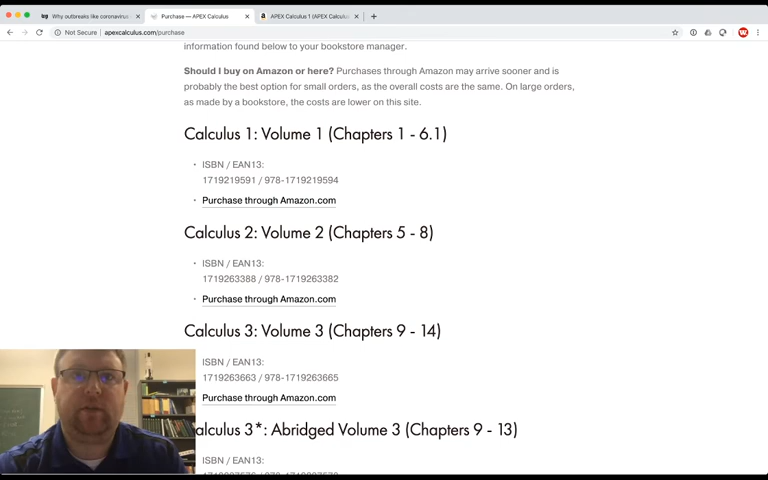 Why outbreaks like coronavirus
Purchase — APEX Calculus
APEX Calculus 1 (APEX Calculus
Not Secure | apexcalculus.com/purchase
information found below to your bookstore manager.
Should I buy on Amazon or here? Purchases through Amazon may arrive sooner and is
probably the best option for small orders, as the overall costs are the same. On large orders,
as made by a bookstore, the costs are lower on this site.
Calculus 1: Volume 1 (Chapters 1 - 6.1)
ISBN / EAN13:
1719219591 / 978-1719219594
Purchase through Amazon.com
Calculus 2: Volume 2 (Chapters 5 - 8)
ISBN / EAN13:
1719263388 / 978-1719263382
Purchase through Amazon.com
Calculus 3: Volume 3 (Chapters 9 - 14)
ISBN / EAN13:
1719263663 / 978-1719263665
Purchase through Amazon.com
alculus 3*: Abridged Volume 3 (Chapters 9 - 13)
ISBN / EAN13: